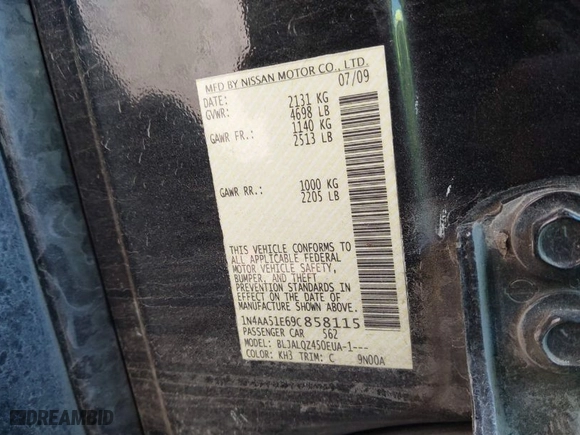 MFD BY NISSAN MOTOR CO., LTD.
DATE: 07/09
GVWR: 2131 KG
4698 LB
GAWR FR.: 1140 KG
2513 LB
GAWR RR.: 1000 KG
2205 LB
THIS VEHICLE CONFORMS TO
ALL APPLICABLE FEDERAL
MOTOR VEHICLE SAFETY,
BUMPER, AND THEFT
PREVENTION STANDARDS IN
EFFECT ON THE DATE OF
MANUFACTURE SHOWN ABOVE.
1N4AA51E69C858115
PASSENGER CAR 562
MODEL: BLJALQZ450EUA-1---
COLOR: KH3 TRIM: C 9N00A
DREAMBID